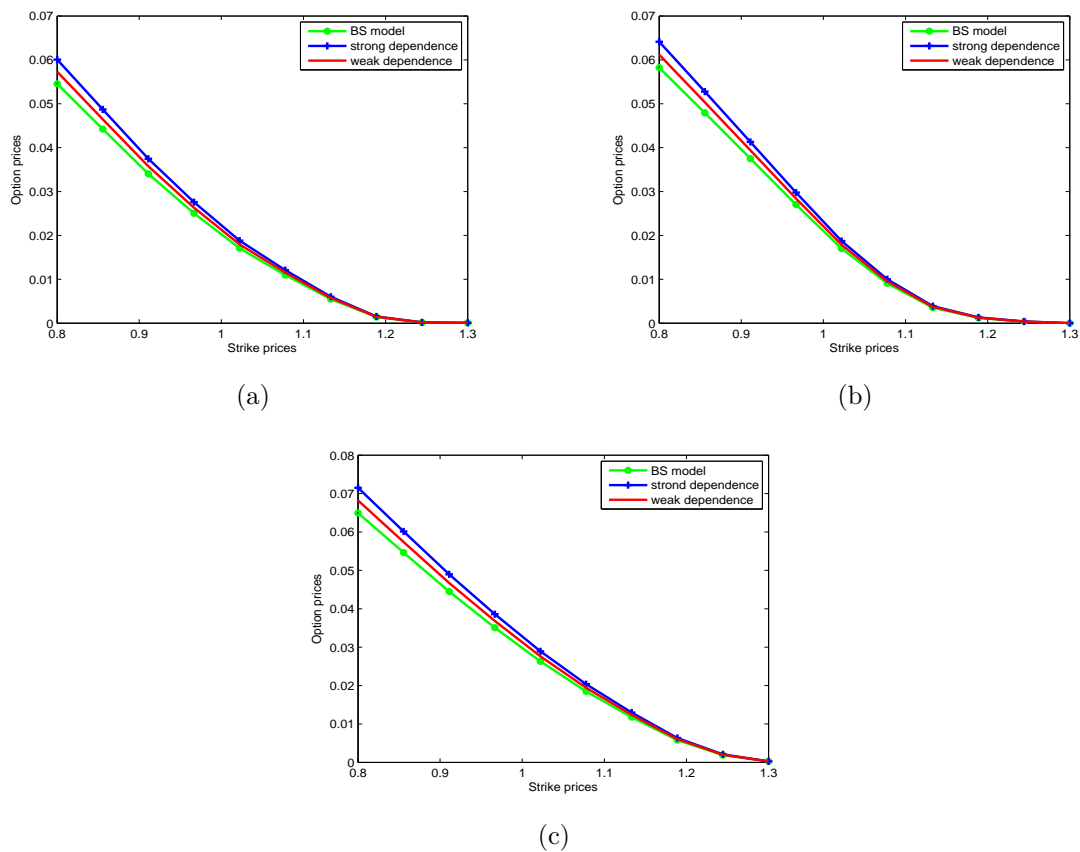 0.07
0.06
0.05
0.04
0.03
0.02
0.01
0
0.8 0.9 1 1.1 1.2 1.3
Option prices
Strike prices
BS model
strong dependence
weak dependence
(a)
0.07
0.06
0.05
0.04
0.03
0.02
0.01
0
0.8 0.9 1 1.1 1.2 1.3
Option prices
Strike prices
BS model
strong dependence
weak dependence
(b)
0.08
0.07
0.06
0.05
0.04
0.03
0.02
0.01
0
0.8 0.9 1 1.1 1.2 1.3
Option prices
Strike prices
BS model
strond dependence
weak dependence
(c)